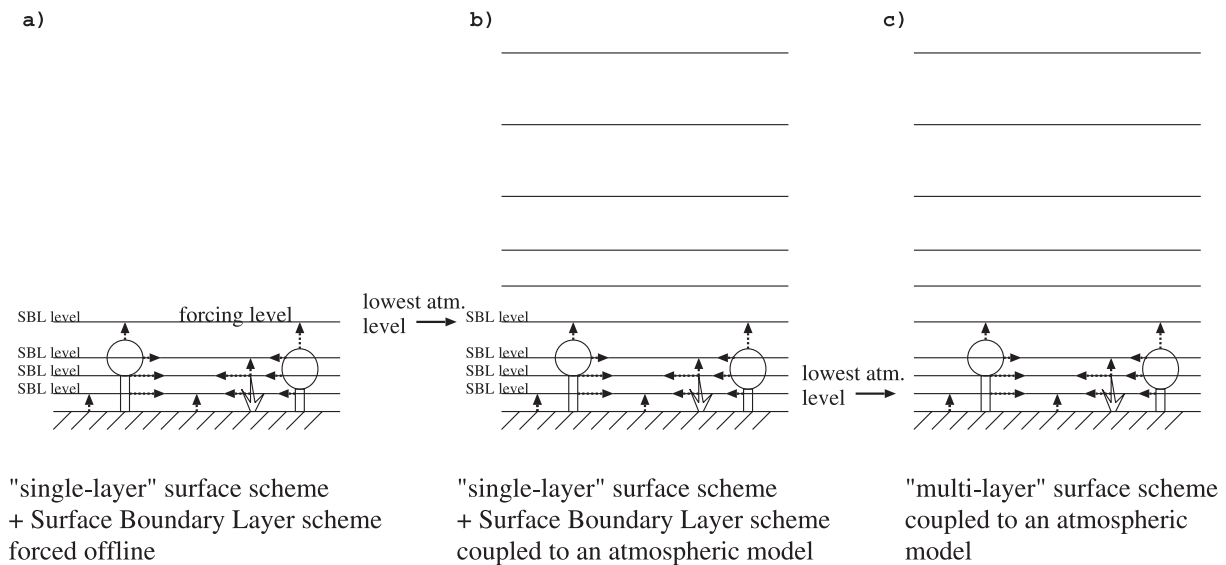 a)
b)
c)
SBL level
forcing level
SBL level
SBL level
SBL level
lowest atm.
level
SBL level
SBL level
SBL level
SBL level
lowest atm.
level
"single-layer" surface scheme
+ Surface Boundary Layer scheme
forced offline
"single-layer" surface scheme
+ Surface Boundary Layer scheme
coupled to an atmospheric model
"multi-layer" surface scheme
coupled to an atmospheric
model